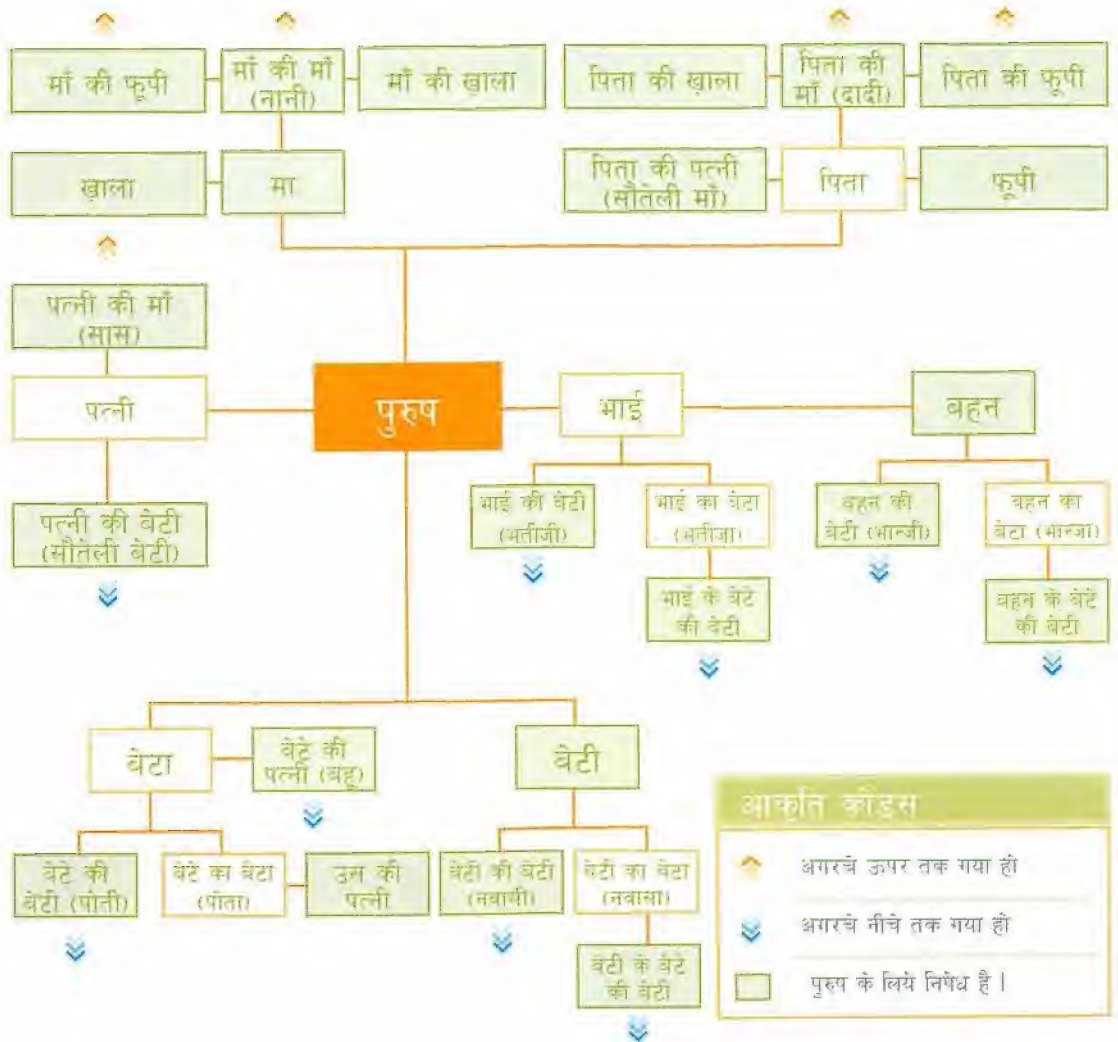 माँ की फूपी
माँ की माँ
(नानी)
माँ की ख़ाला
पिता की ख़ाला
पिता की
माँ (दादी)
पिता की फूपी
ख़ाला
मा
पिता की पत्नी
(सौतेली माँ)
पिता
फूपी
पत्नी की माँ
(सास)
पत्नी
पुरुष
भाई
बहन
पत्नी की बेटी
(सौतेली बेटी)
भाई की बेटी
(भतीजी)
भाई का बेटा
(भतीजा)
बहन की
बेटी (भान्जी)
बहन का
बेटा (भान्जा)
भाई के बेटे
की बेटी
बहन के बेटे
की बेटी
बेटा
बेटे की
पत्नी (बहू)
बेटी
बेटे की
बेटी (पोती)
बेटे का बेटा
(पोता)
उस की
पत्नी
बेटी की बेटी
(नवासी)
बेटी का बेटा
(नवासा)
बेटी के बेटे
की बेटी
आकृति कोड्स
अगरचे ऊपर तक गया हो
अगरचे नीचे तक गया हो
पुरुष के लिये निषेध है।